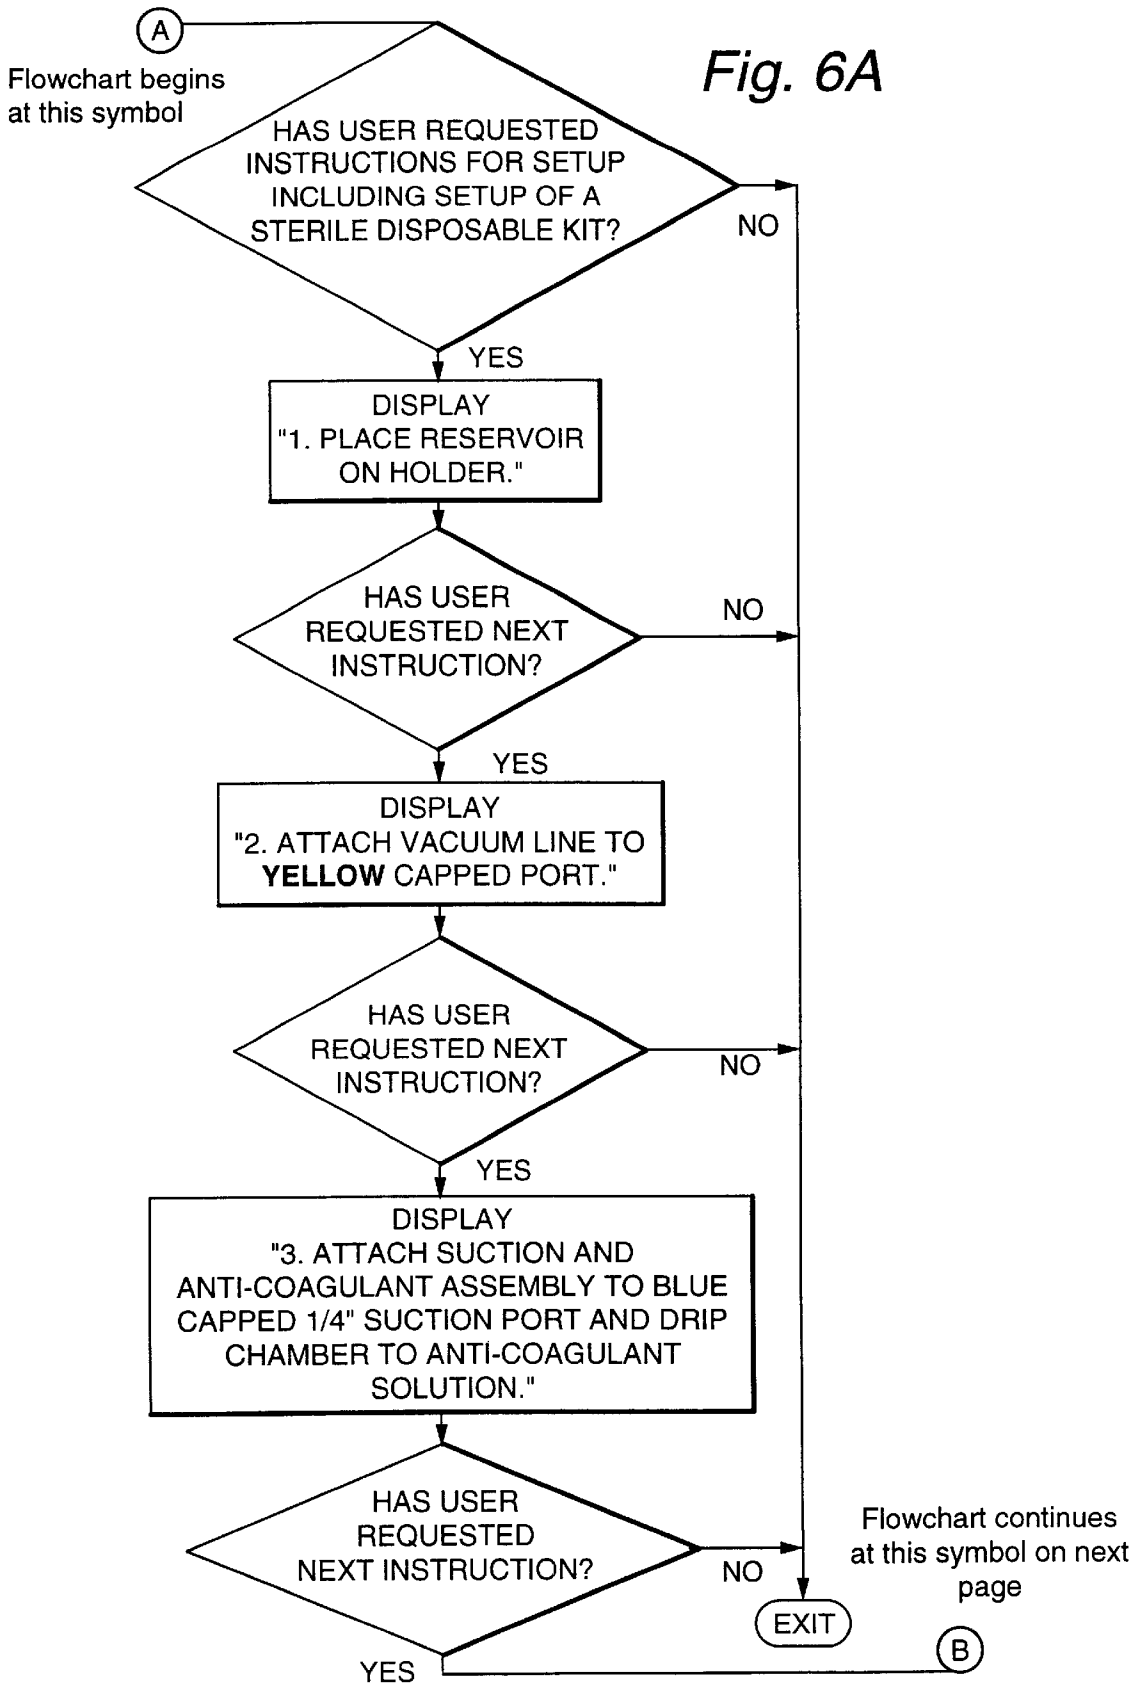 A
Flowchart begins
at this symbol
Fig. 6A
HAS USER REQUESTED
INSTRUCTIONS FOR SETUP
INCLUDING SETUP OF A
STERILE DISPOSABLE KIT?
NO
YES
DISPLAY
"1. PLACE RESERVOIR
ON HOLDER."
HAS USER
REQUESTED NEXT
INSTRUCTION?
NO
YES
DISPLAY
"2. ATTACH VACUUM LINE TO
YELLOW CAPPED PORT."
HAS USER
REQUESTED NEXT
INSTRUCTION?
NO
YES
DISPLAY
"3. ATTACH SUCTION AND
ANTI-COAGULANT ASSEMBLY TO BLUE
CAPPED 1/4" SUCTION PORT AND DRIP
CHAMBER TO ANTI-COAGULANT
SOLUTION."
HAS USER
REQUESTED
NEXT INSTRUCTION?
NO
YES
EXIT
Flowchart continues
at this symbol on next
page
B